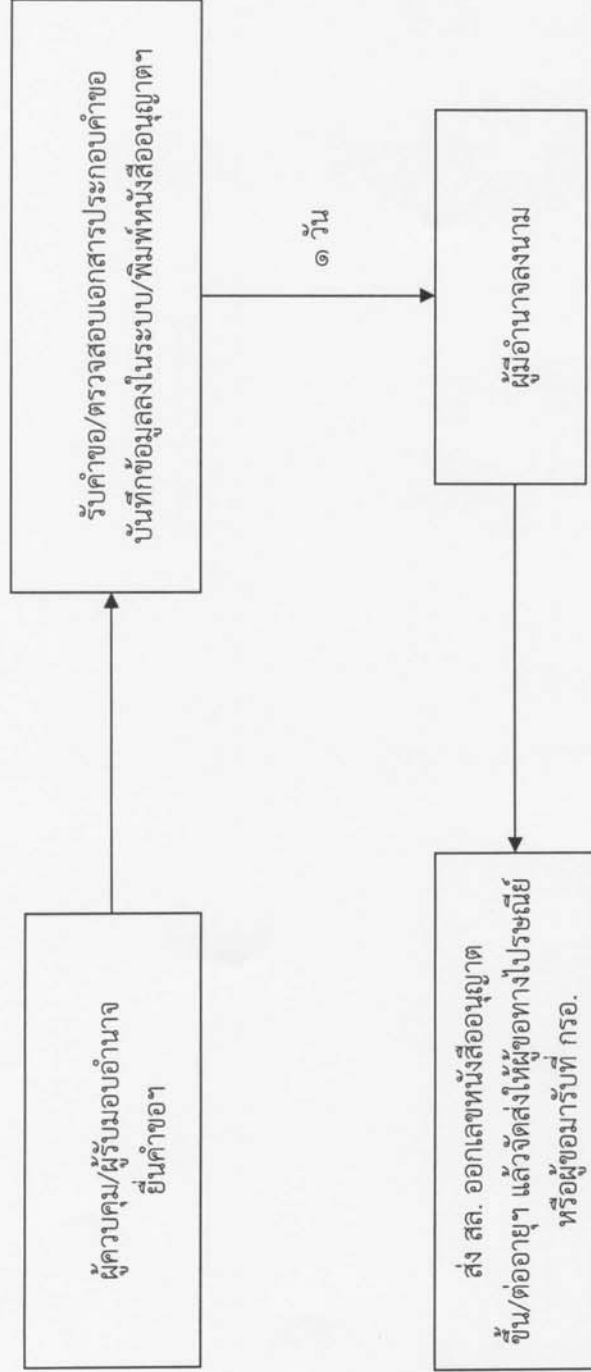 ผู้ควบคุม/ผู้รับมอบอำนาจ
ยื่นคำขอฯ
รับคำขอ/ตรวจสอบเอกสารประกอบคำขอ
บันทึกข้อมูลลงในระบบ/พิมพ์หนังสืออนุญาตฯ
๑ วัน
ผู้มีอำนาจลงนาม
ส่ง สล. ออกเลขหนังสืออนุญาต
ขึ้น/ต่ออายุฯ แล้วจัดส่งให้ผู้ขอทางไปรษณีย์
หรือผู้ขอมารับที่ กรอ.